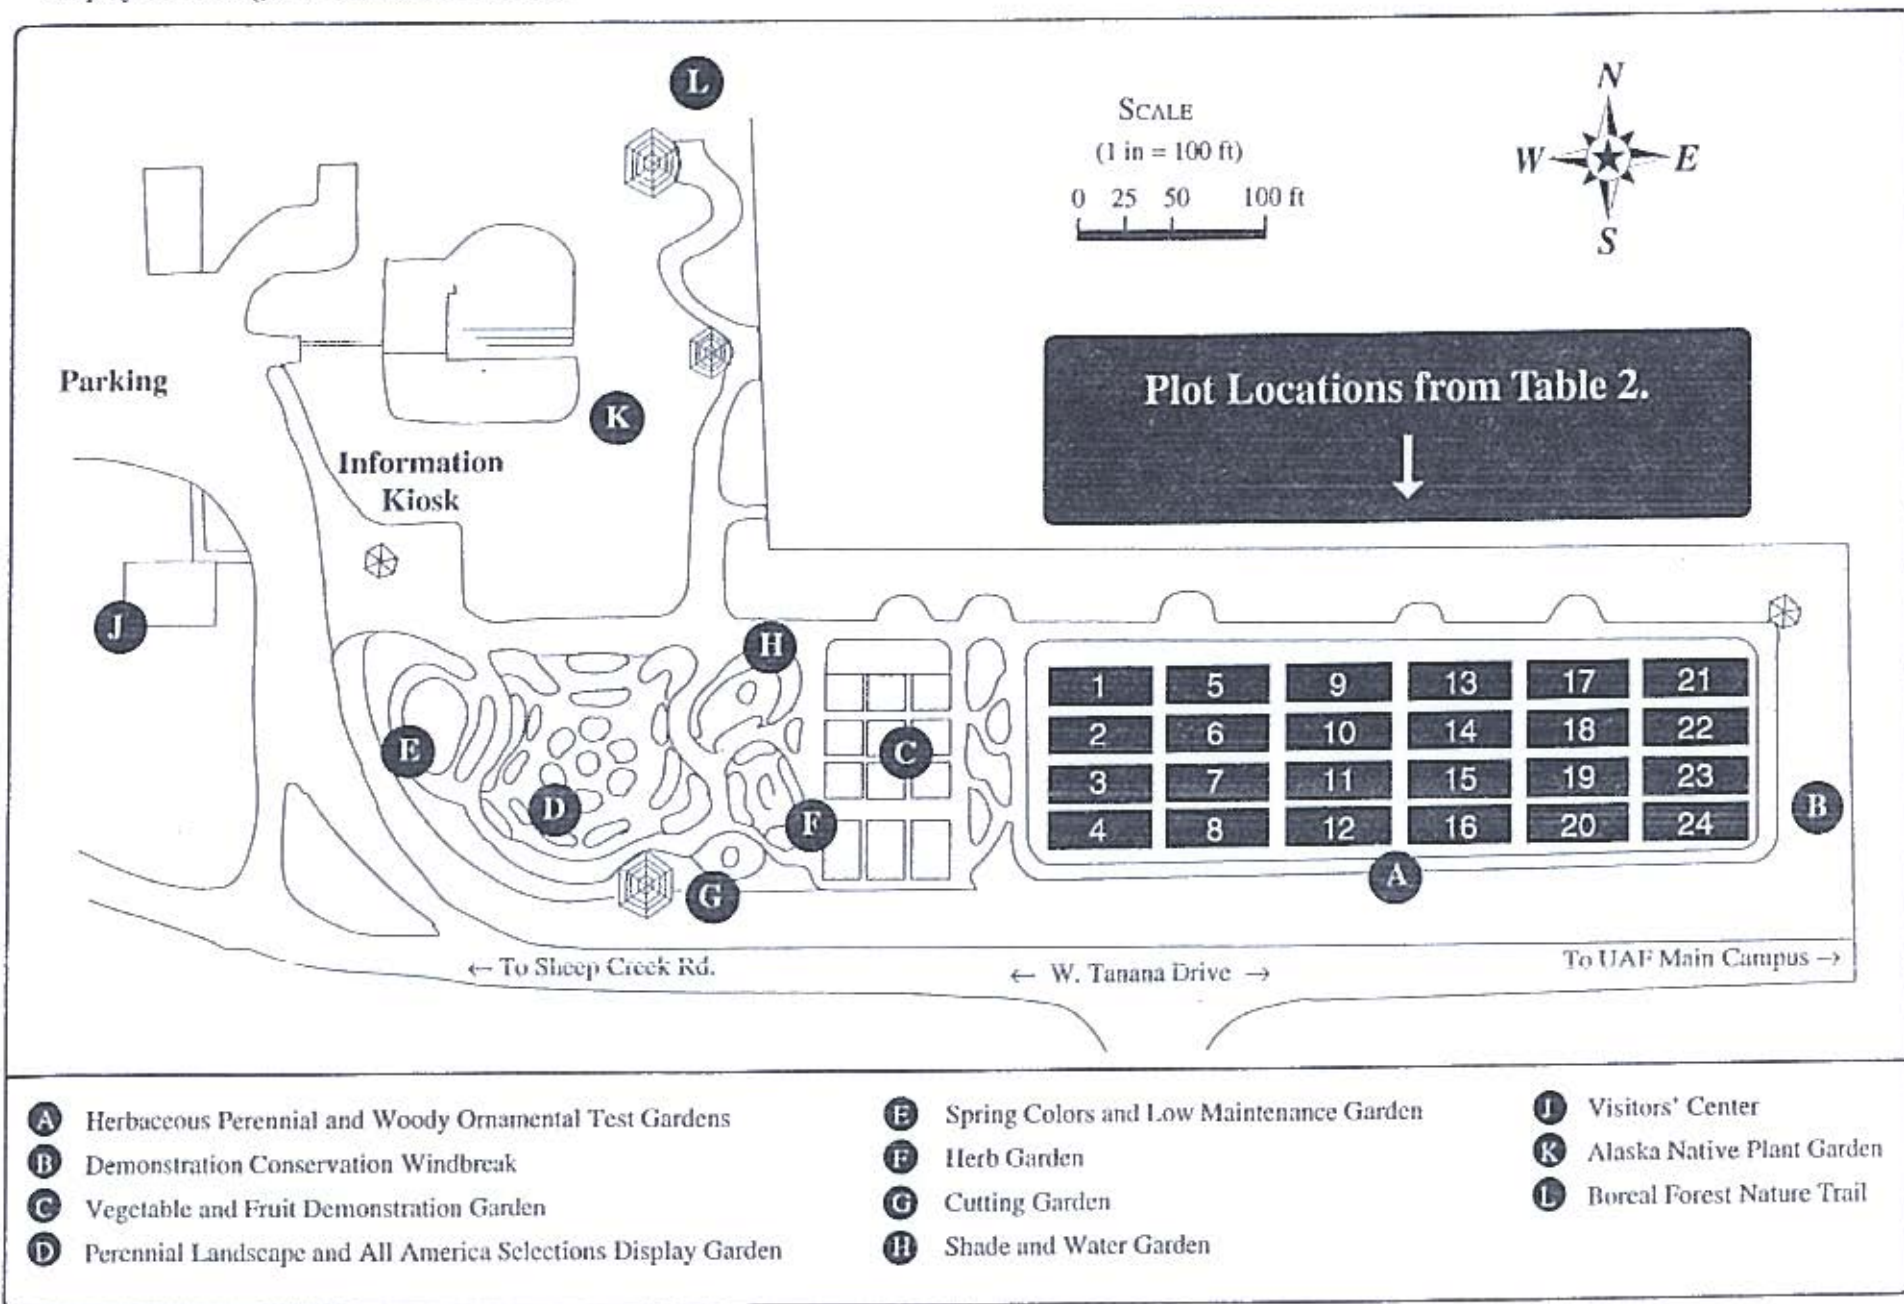 L
SCALE
(1 in = 100 ft)
0 25 50 100 ft
N
W E
S
Parking
Plot Locations from Table 2.
↓
K
Information
Kiosk
J
H
E
D
F
C
G
1 5 9 13 17 21
2 6 10 14 18 22
3 7 11 15 19 23
4 8 12 16 20 24
B
A
← To Sheep Creek Rd.
← W. Tanana Drive →
To UAF Main Campus →
A Herbaceous Perennial and Woody Ornamental Test Gardens
B Demonstration Conservation Windbreak
C Vegetable and Fruit Demonstration Garden
D Perennial Landscape and All America Selections Display Garden
E Spring Colors and Low Maintenance Garden
F Herb Garden
G Cutting Garden
H Shade and Water Garden
J Visitors' Center
K Alaska Native Plant Garden
L Boreal Forest Nature Trail